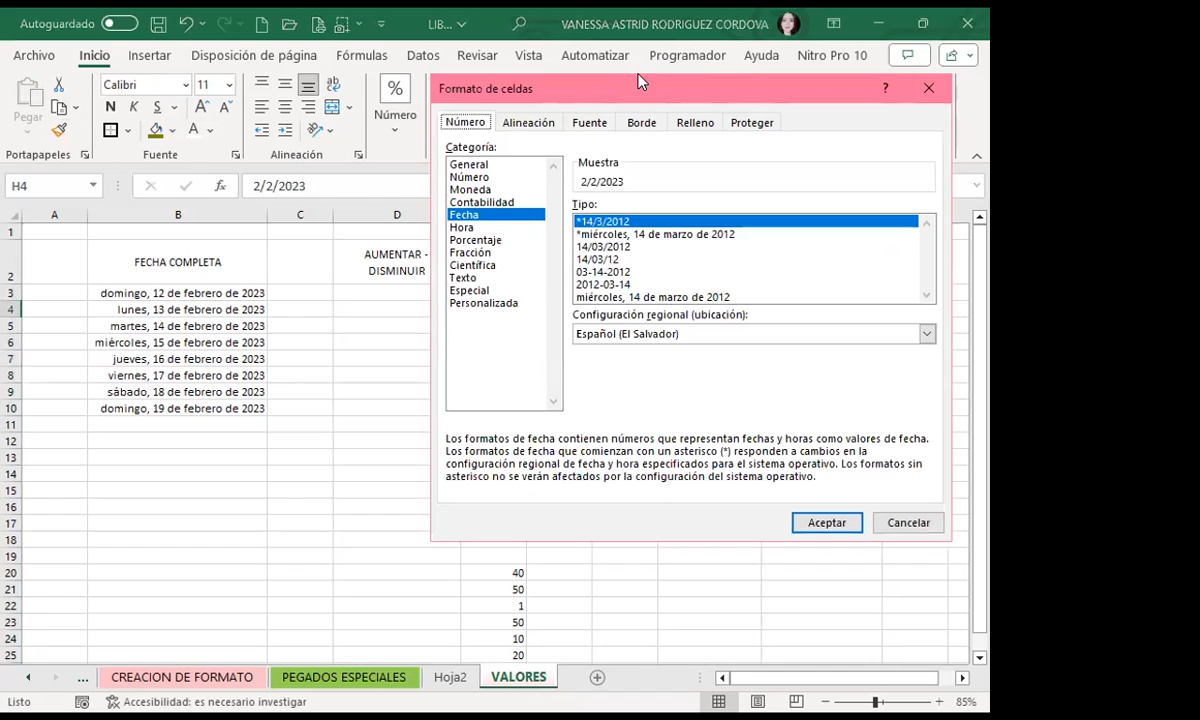 Autoguardado
LIB...
VANESSA ASTRID RODRIGUEZ CORDOVA
Archivo Inicio Insertar Disposición de página Fórmulas Datos Revisar Vista Automatizar Programador Ayuda Nitro Pro 10
Pegar
Calibri 11
N K S
A A
A
%
Número
Portapapeles Fuente Alineación
H4 fx 2/2/2023
A B C D
1
2 FECHA COMPLETA AUMENTAR -
DISMINUIR
3 domingo, 12 de febrero de 2023
4 lunes, 13 de febrero de 2023
5 martes, 14 de febrero de 2023
6 miércoles, 15 de febrero de 2023
7 jueves, 16 de febrero de 2023
8 viernes, 17 de febrero de 2023
9 sábado, 18 de febrero de 2023
10 domingo, 19 de febrero de 2023
11
12
13
14
15
16
17
18
19
20 40
21 50
22 1
23 50
24 10
25 20
Formato de celdas ?
Número Alineación Fuente Borde Relleno Proteger
Categoría:
General
Número
Moneda
Contabilidad
Fecha
Hora
Porcentaje
Fracción
Científica
Texto
Especial
Personalizada
Muestra
2/2/2023
Tipo:
*14/3/2012
*miércoles, 14 de marzo de 2012
14/03/2012
14/03/12
03-14-2012
2012-03-14
miércoles, 14 de marzo de 2012
Configuración regional (ubicación):
Español (El Salvador)
Los formatos de fecha contienen números que representan fechas y horas como valores de fecha.
Los formatos de fecha que comienzan con un asterisco (*) responden a cambios en la
configuración regional de fecha y hora especificados para el sistema operativo. Los formatos sin
asterisco no se verán afectados por la configuración del sistema operativo.
Aceptar Cancelar
... CREACION DE FORMATO PEGADOS ESPECIALES Hoja2 VALORES
Listo Accesibilidad: es necesario investigar 85%